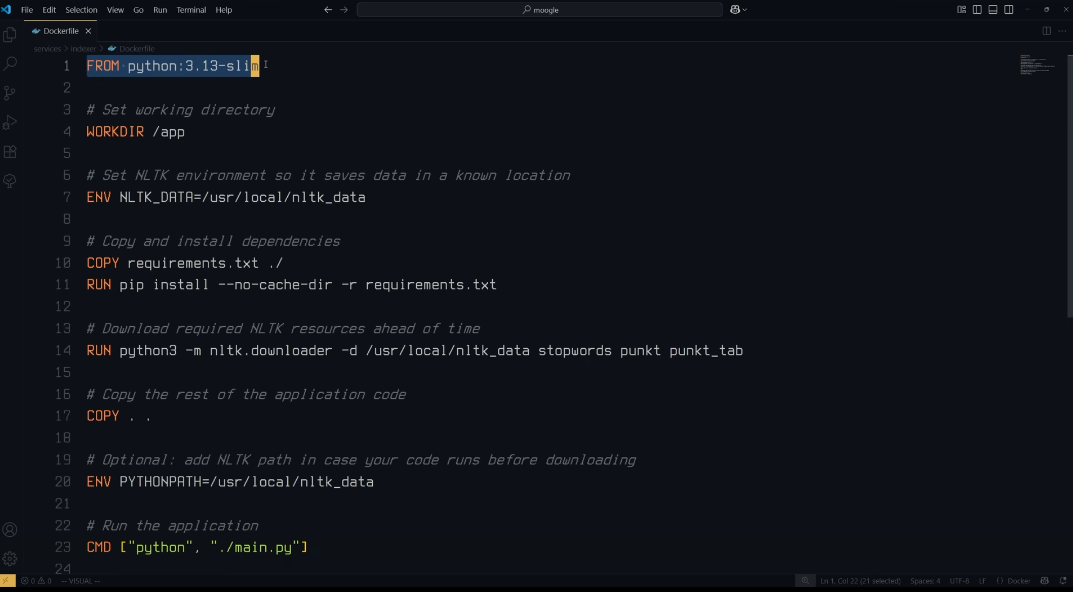 File Edit Selection View Go Run Terminal Help
moogle
Dockerfile
services > indexer > Dockerfile
1 FROM python:3.13-slim
2
3 # Set working directory
4 WORKDIR /app
5
6 # Set NLTK environment so it saves data in a known location
7 ENV NLTK_DATA=/usr/local/nltk_data
8
9 # Copy and install dependencies
10 COPY requirements.txt ./
11 RUN pip install --no-cache-dir -r requirements.txt
12
13 # Download required NLTK resources ahead of time
14 RUN python3 -m nltk.downloader -d /usr/local/nltk_data stopwords punkt punkt_tab
15
16 # Copy the rest of the application code
17 COPY . .
18
19 # Optional: add NLTK path in case your code runs before downloading
20 ENV PYTHONPATH=/usr/local/nltk_data
21
22 # Run the application
23 CMD ["python", "./main.py"]
24
0 0 -- VISUAL -- Ln 1, Col 22 (21 selected) Spaces: 4 UTF-8 LF Docker